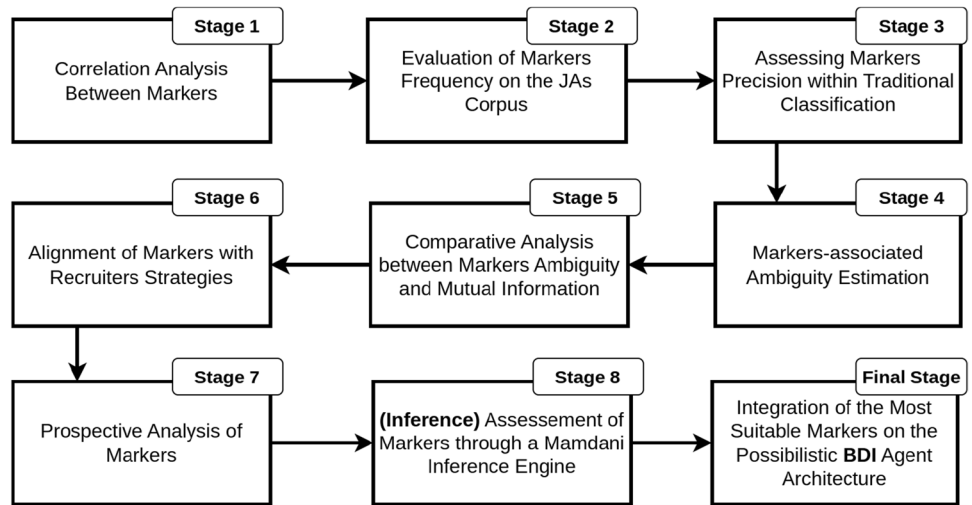 Stage 1
Correlation Analysis
Between Markers
Stage 2
Evaluation of Markers
Frequency on the JAs
Corpus
Stage 3
Assessing Markers
Precision within Traditional
Classification
Stage 4
Markers-associated
Ambiguity Estimation
Stage 5
Comparative Analysis
between Markers Ambiguity
and Mutual Information
Stage 6
Alignment of Markers with
Recruiters Strategies
Stage 7
Prospective Analysis of
Markers
Stage 8
(Inference) Assessement of
Markers through a Mamdani
Inference Engine
Final Stage
Integration of the Most
Suitable Markers on the
Possibilistic BDI Agent
Architecture